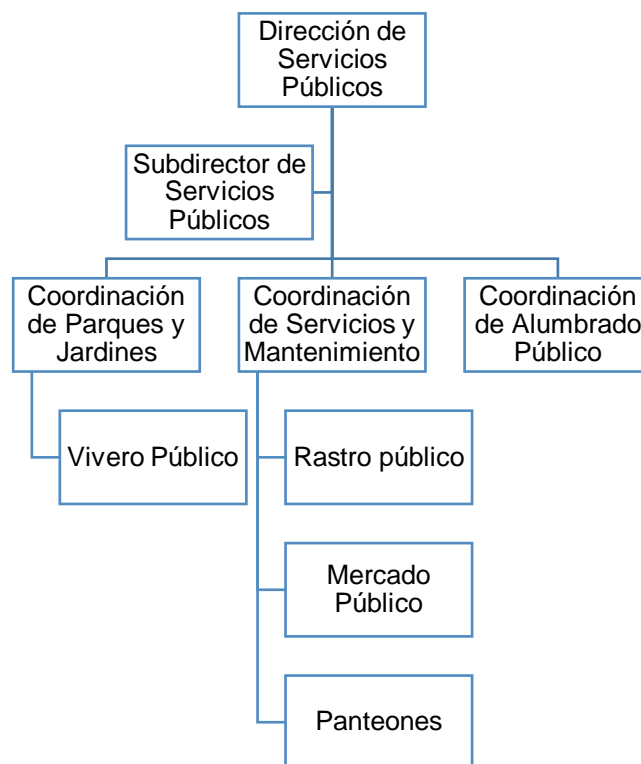 Dirección de
Servicios
Públicos
Subdirector de
Servicios
Públicos
Coordinación
de Parques y
Jardines
Coordinación
de Servicios y
Mantenimiento
Coordinación
de Alumbrado
Público
Vivero Público
Rastro público
Mercado
Público
Panteones